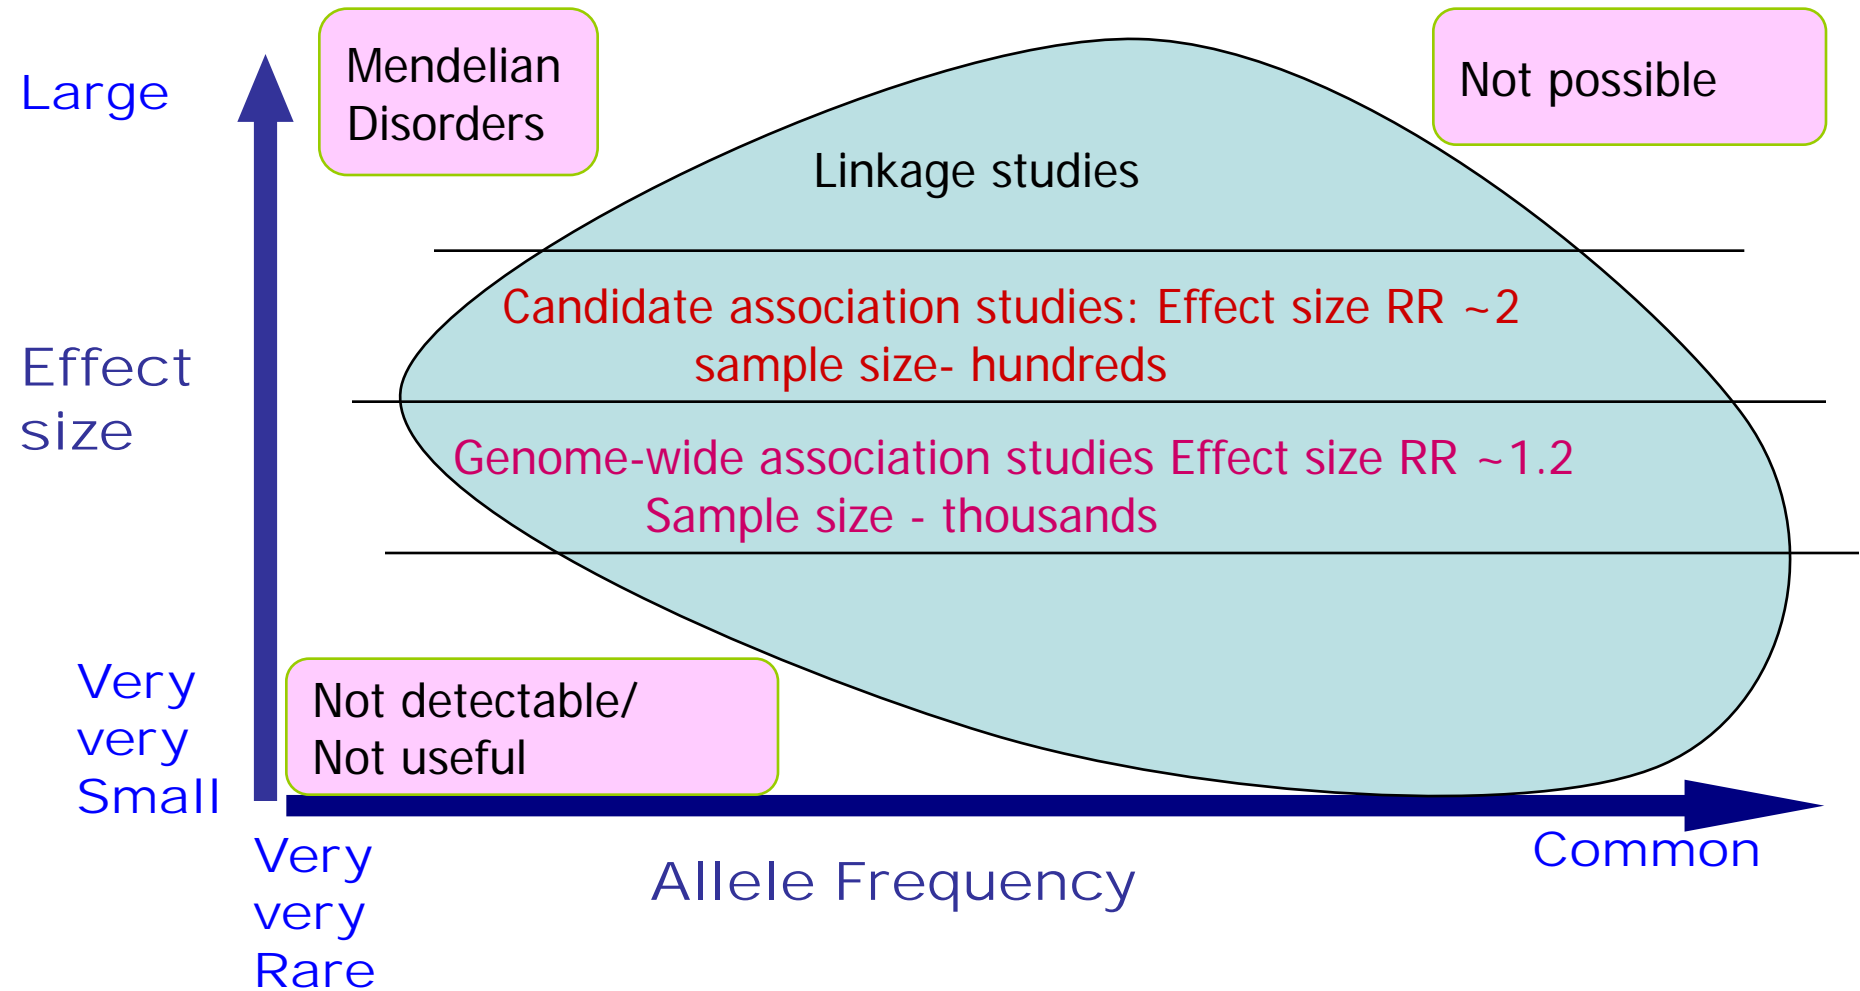 Large
Mendelian
Disorders
Not possible
Linkage studies
Candidate association studies: Effect size RR ~2
sample size- hundreds
Effect
size
Genome-wide association studies Effect size RR ~1.2
Sample size - thousands
Very
very
Small
Not detectable/
Not useful
Very
very
Rare
Allele Frequency
Common